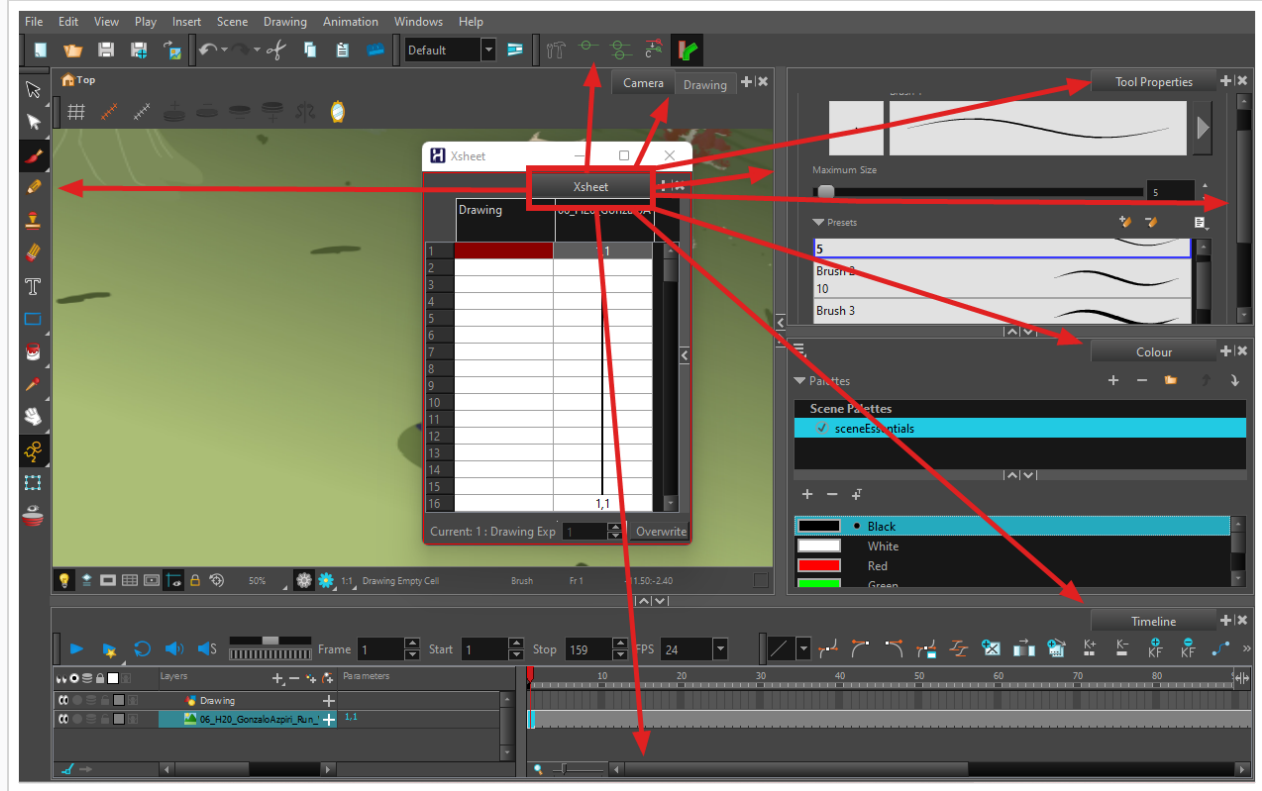 File Edit View Play Insert Scene Drawing Animation Windows Help
Default
Top
Camera Drawing
Tool Properties
Maximum Size
5
Presets
5
Brush 2
10
Brush 3
Xsheet
Xsheet
Drawing
1 1,1
2
3
4
5
6
7
8
9
10
11
12
13
14
15
16 1,1
Current: 1 : Drawing Exp 1 Overwrite
Colour
Palettes
Scene Palettes
sceneEssentials
Black
White
Red
Green
50% 1:1 Drawing Empty Cell Brush Fr 1
Timeline
S Frame 1 Start 1 Stop 159 FPS 24
K+ K- KF KF
Layers Parameters 10 20 30 40 50 60 70 80
Drawing
06_H20_GonzaloAzpiri_Run_ 1,1